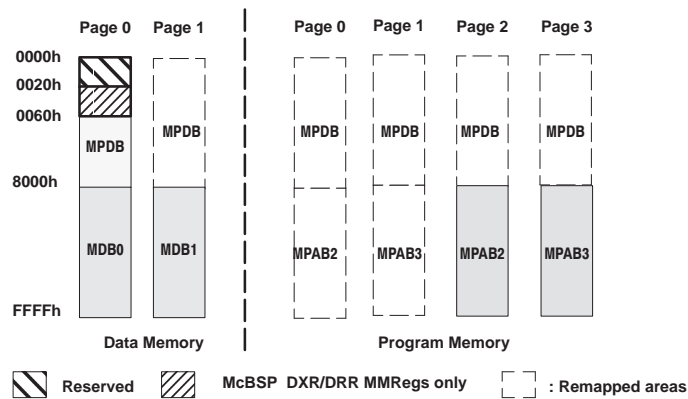 Page 0 Page 1 Page 0 Page 1 Page 2 Page 3
0000h
0020h
0060h
MPDB MPDB MPDB MPDB MPDB MPDB
8000h
MDB0 MDB1 MPAB2 MPAB3 MPAB2 MPAB3
FFFFh
Data Memory Program Memory
Reserved McBSP DXR/DRR MMRegs only : Remapped areas